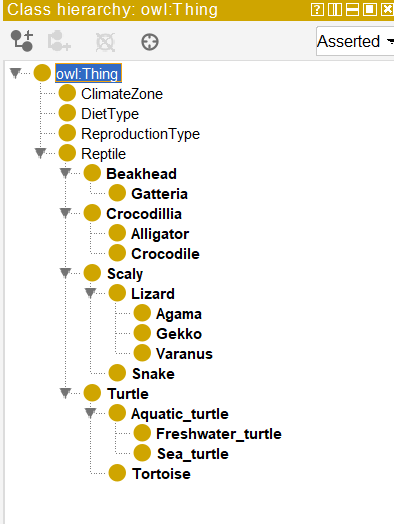 Class hierarchy: owl:Thing
Asserted
owl:Thing
ClimateZone
DietType
ReproductionType
Reptile
Beakhead
Gatteria
Crocodillia
Alligator
Crocodile
Scaly
Lizard
Agama
Gekko
Varanus
Snake
Turtle
Aquatic_turtle
Freshwater_turtle
Sea_turtle
Tortoise